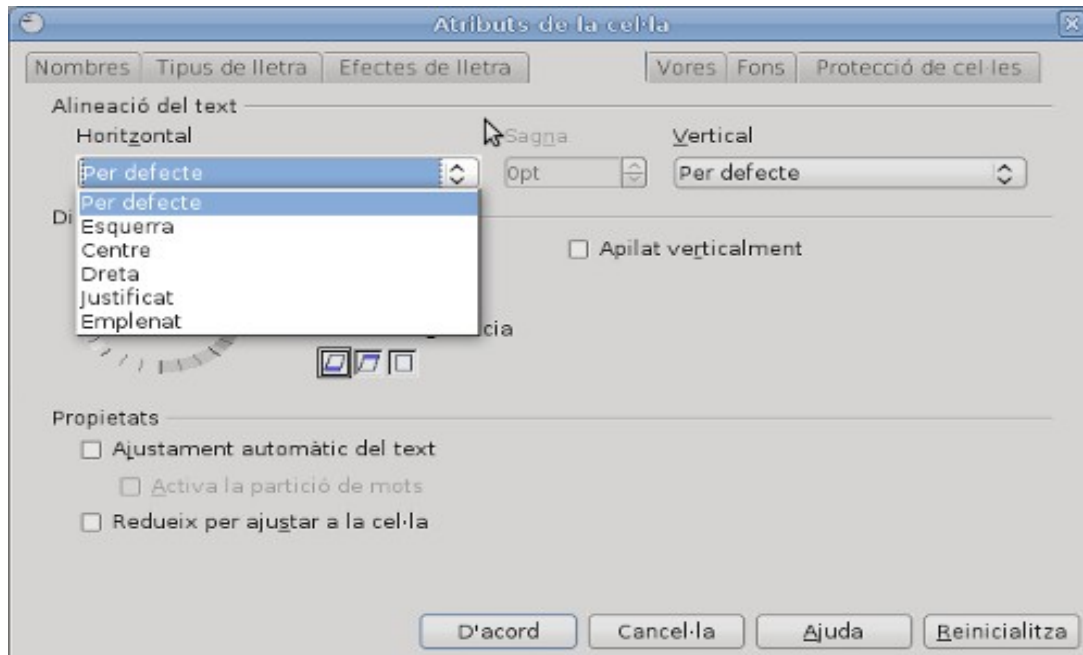 Atributs de la cel·la
Nombres Tipus de lletra Efectes de lletra Vores Fons Protecció de cel·les
Alineació del text
Horitzontal Sagna Vertical
Per defecte 0pt Per defecte
Per defecte
Di
Esquerra
Centre Apilat verticalment
Dreta
Justificat
Emplenat
cia
Propietats
Ajustament automàtic del text
Activa la partició de mots
Redueix per ajustar a la cel·la
D'acord Cancel·la Ajuda Reinicialitza